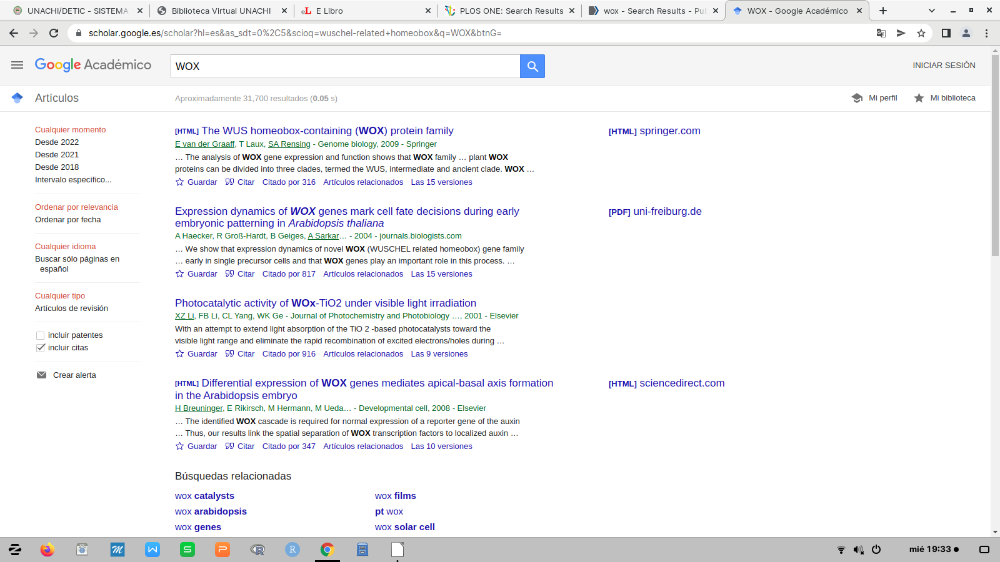 UNACHI/DETIC - SISTEMA
Biblioteca Virtual UNACHI
eL E Libro
PLOS ONE: Search Results
wox - Search Results - Pu
WOX - Google Académico
scholar.google.es/scholar?hl=es&as_sdt=0%2C5&scioq=wuschel-related+homeobox&q=WOX&btnG=
Google Académico
WOX
INICIAR SESIÓN
Artículos
Aproximadamente 31,700 resultados (0.05 s)
Mi perfil
Mi biblioteca
Cualquier momento
Desde 2022
Desde 2021
Desde 2018
Intervalo específico...
Ordenar por relevancia
Ordenar por fecha
Cualquier idioma
Buscar sólo páginas en
español
Cualquier tipo
Artículos de revisión
incluir patentes
incluir citas
Crear alerta
[HTML] The WUS homeobox-containing (WOX) protein family
[HTML] springer.com
E van der Graaff, T Laux, SA Rensing - Genome biology, 2009 - Springer
… The analysis of WOX gene expression and function shows that WOX family … plant WOX
proteins can be divided into three clades, termed the WUS, intermediate and ancient clade. WOX …
Guardar Citar Citado por 316 Artículos relacionados Las 15 versiones
Expression dynamics of WOX genes mark cell fate decisions during early
embryonic patterning in Arabidopsis thaliana
[PDF] uni-freiburg.de
A Haecker, R Groß-Hardt, B Geiges, A Sarkar… - 2004 - journals.biologists.com
… We show that expression dynamics of novel WOX (WUSCHEL related homeobox) gene family
… early in single precursor cells and that WOX genes play an important role in this process. …
Guardar Citar Citado por 817 Artículos relacionados Las 15 versiones
Photocatalytic activity of WOx-TiO2 under visible light irradiation
XZ Li, FB Li, CL Yang, WK Ge - Journal of Photochemistry and Photobiology …, 2001 - Elsevier
With an attempt to extend light absorption of the TiO 2 -based photocatalysts toward the
visible light range and eliminate the rapid recombination of excited electrons/holes during …
Guardar Citar Citado por 916 Artículos relacionados Las 9 versiones
[HTML] Differential expression of WOX genes mediates apical-basal axis formation
in the Arabidopsis embryo
[HTML] sciencedirect.com
H Breuninger, E Rikirsch, M Hermann, M Ueda… - Developmental cell, 2008 - Elsevier
… The identified WOX cascade is required for normal expression of a reporter gene of the auxin
… Thus, our results link the spatial separation of WOX transcription factors to localized auxin …
Guardar Citar Citado por 347 Artículos relacionados Las 10 versiones
Búsquedas relacionadas
wox catalysts
wox films
wox arabidopsis
pt wox
wox genes
wox solar cell
mié 19:33